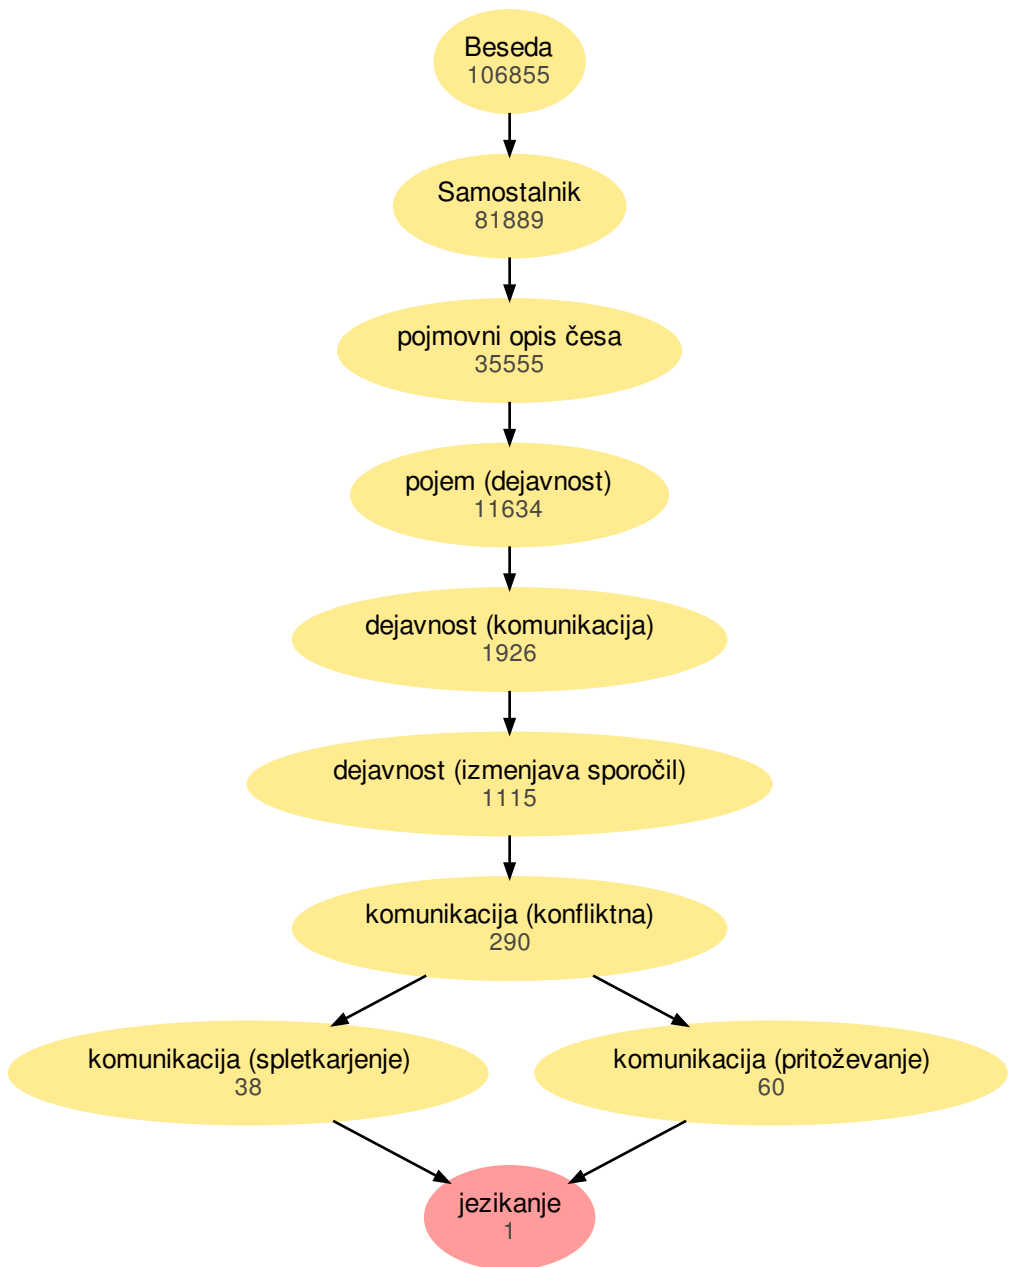 Beseda
106855
Samostalnik
81889
pojmovni opis česa
35555
pojem (dejavnost)
11634
dejavnost (komunikacija)
1926
dejavnost (izmenjava sporočil)
1115
komunikacija (konfliktna)
290
komunikacija (spletkarjenje)
38
komunikacija (pritoževanje)
60
jezikanje
1